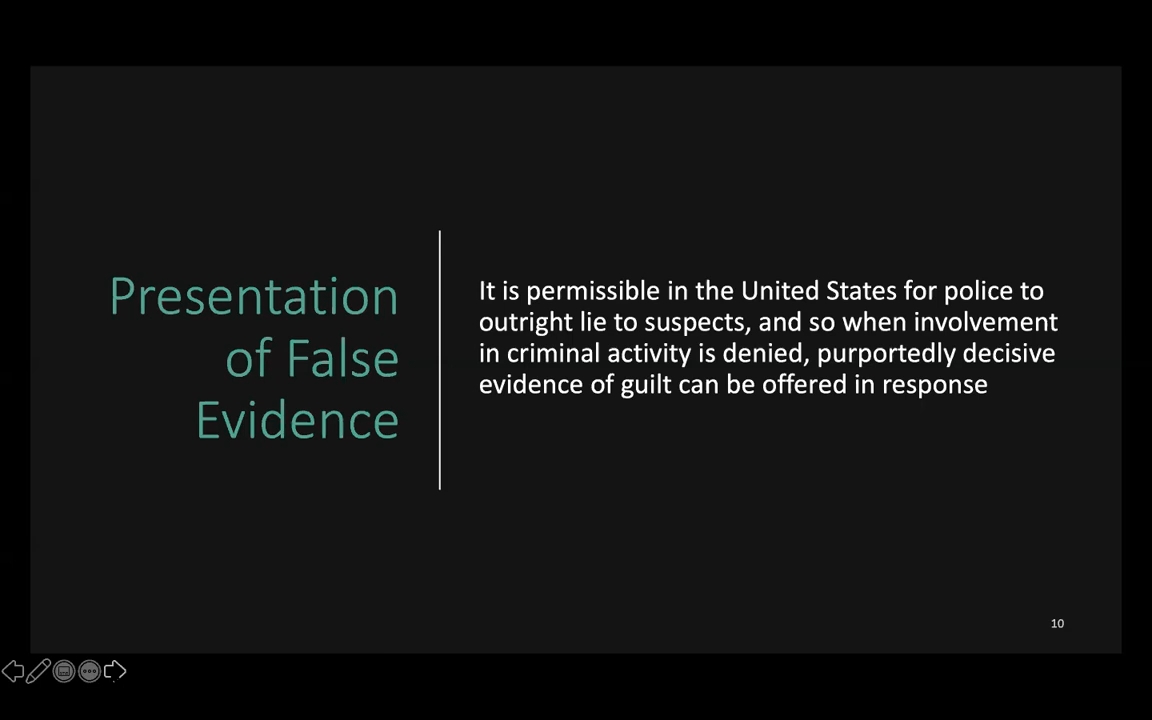 Presentation
of False
Evidence
It is permissible in the United States for police to
outright lie to suspects, and so when involvement
in criminal activity is denied, purportedly decisive
evidence of guilt can be offered in response
10